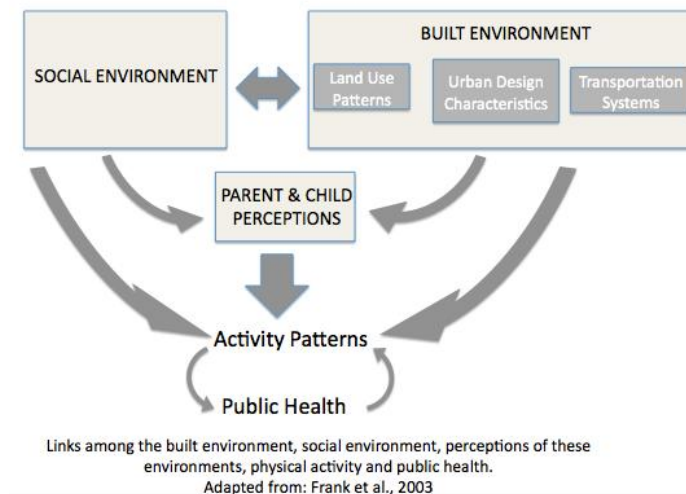 SOCIAL ENVIRONMENT
BUILT ENVIRONMENT
Land Use
Patterns
Urban Design
Characteristics
Transportation
Systems
PARENT & CHILD
PERCEPTIONS
Activity Patterns
Public Health
Links among the built environment, social environment, perceptions of these
environments, physical activity and public health.
Adapted from: Frank et al., 2003